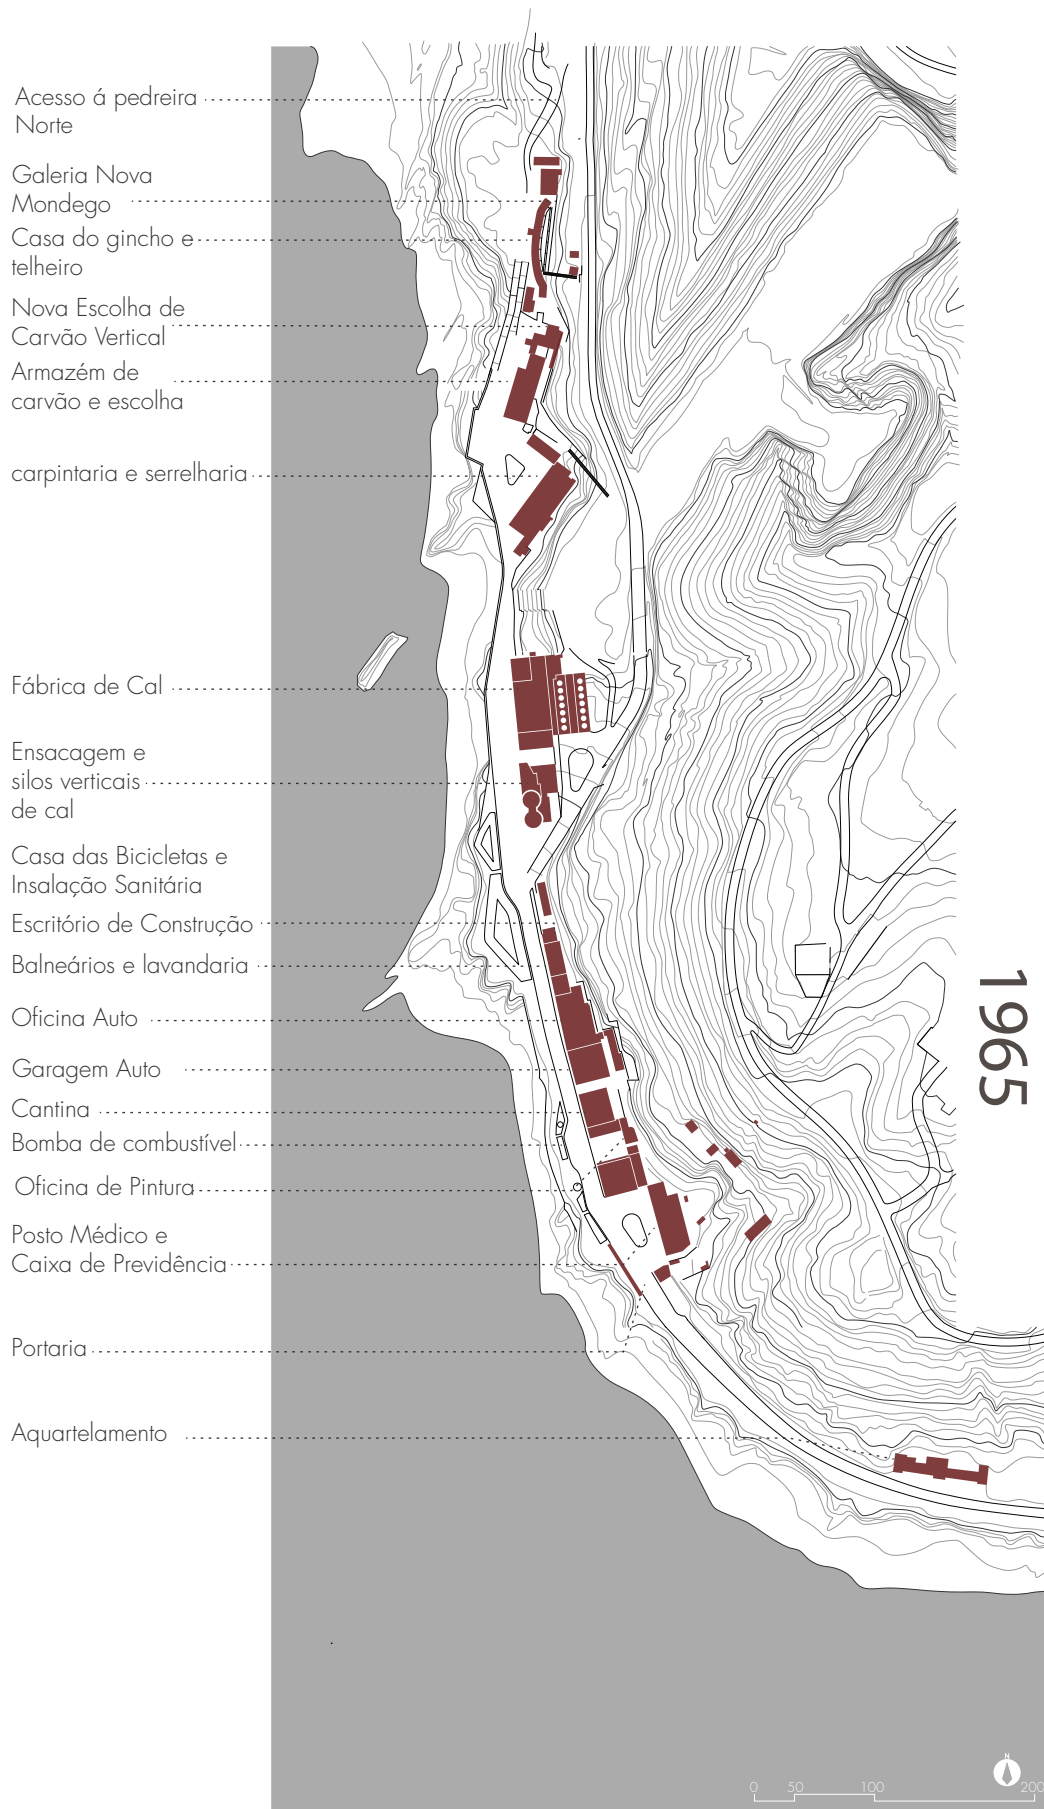 Acesso á pedreira
Norte
Galeria Nova
Mondego
Casa do gincho e
telheiro
Nova Escolha de
Carvão Vertical
Armazém de
carvão e escolha
carpintaria e serrelharia
Fábrica de Cal
Ensacagem e
silos verticais
de cal
Casa das Bicicletas e
Insalação Sanitária
Escritório de Construção
Balneários e lavandaria
1965
Oficina Auto
Garagem Auto
Cantina
Bomba de combustível
Oficina de Pintura
Posto Médico e
Caixa de Previdência
Portaria
Aquartelamento
N
0 50 100 200